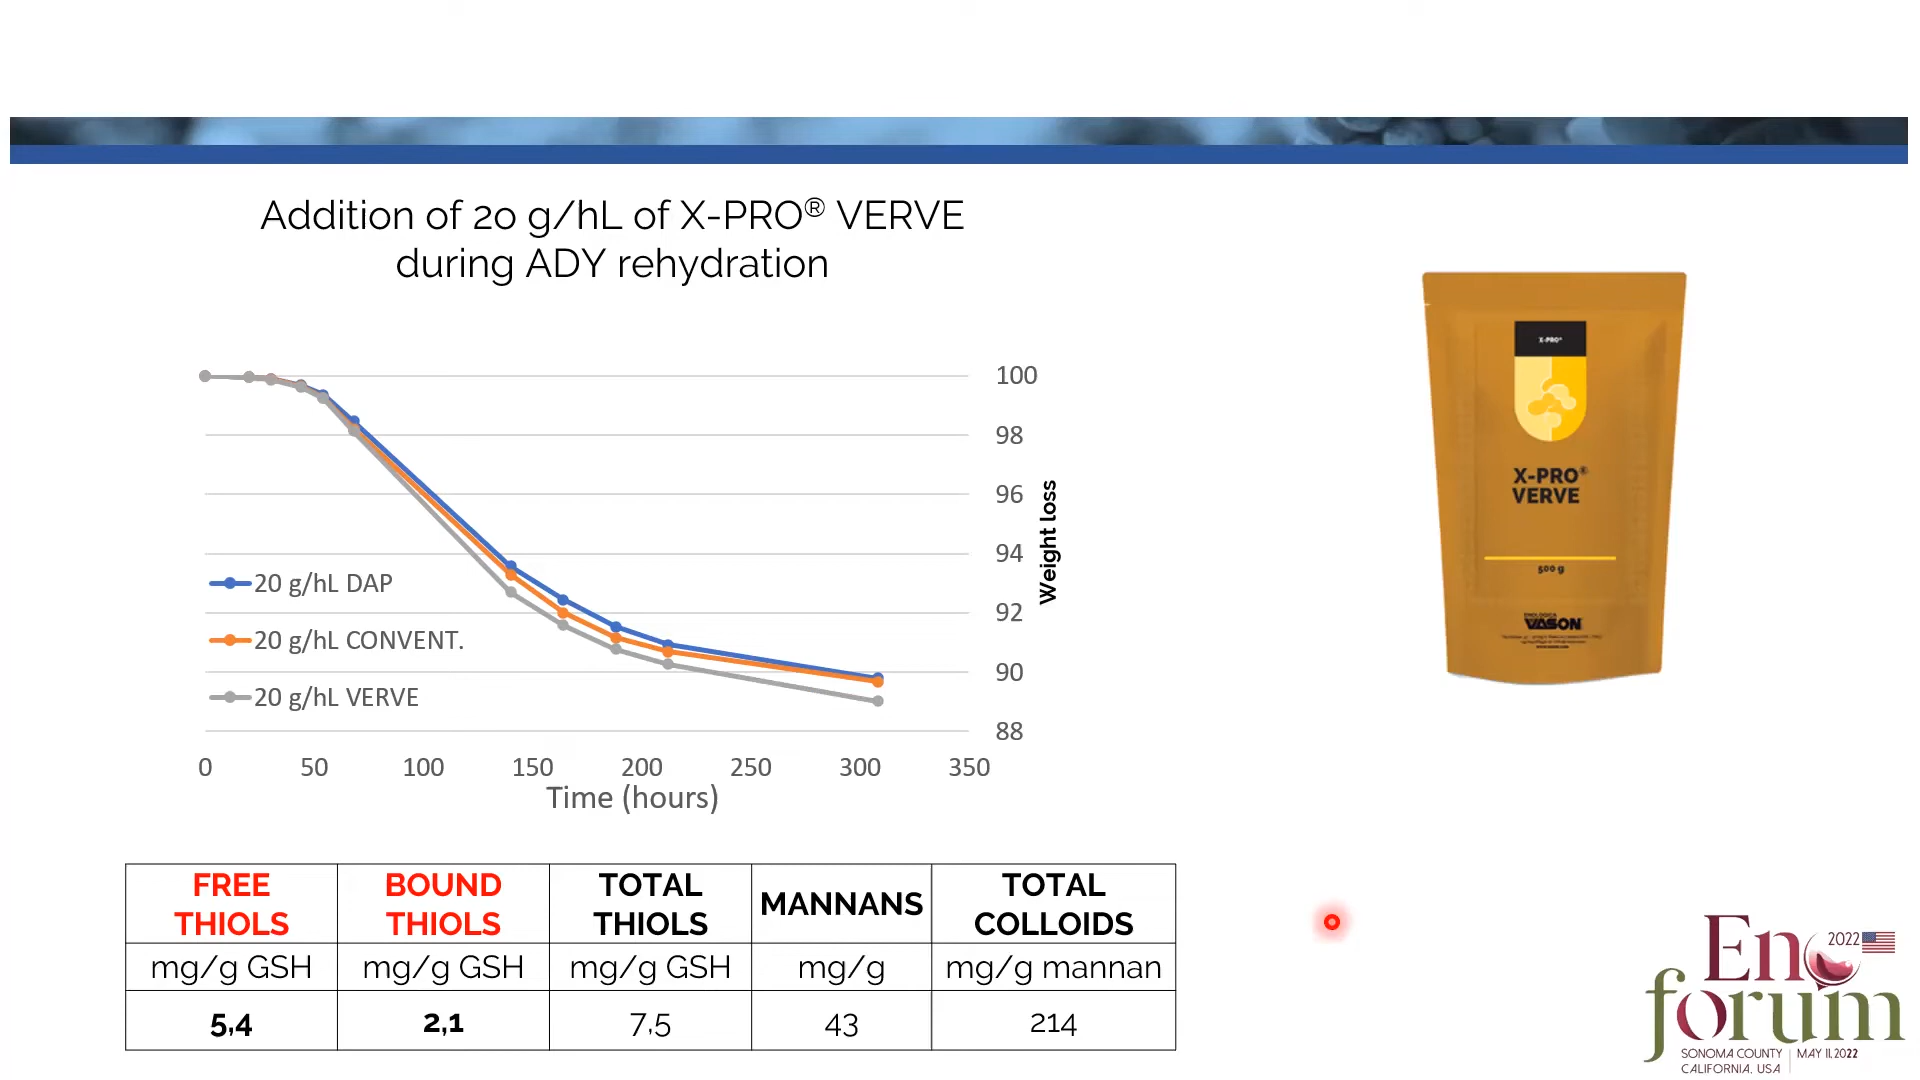 Addition of 20 g/hL of X-PRO® VERVE
during ADY rehydration
100
98
96
94
92
90
88
Weight loss
20 g/hL DAP
20 g/hL CONVENT.
20 g/hL VERVE
0 50 100 150 200 250 300 350
Time (hours)
X-PRO®
X-PRO®
VERVE
500 g
ENOLOGICA
VASON
FREE THIOLS
BOUND THIOLS
TOTAL THIOLS
MANNANS
TOTAL COLLOIDS
mg/g GSH mg/g GSH mg/g GSH mg/g mg/g mannan
5,4 2,1 7,5 43 214
Eno 2022
forum
SONOMA COUNTY MAY 11, 2022
CALIFORNIA, USA